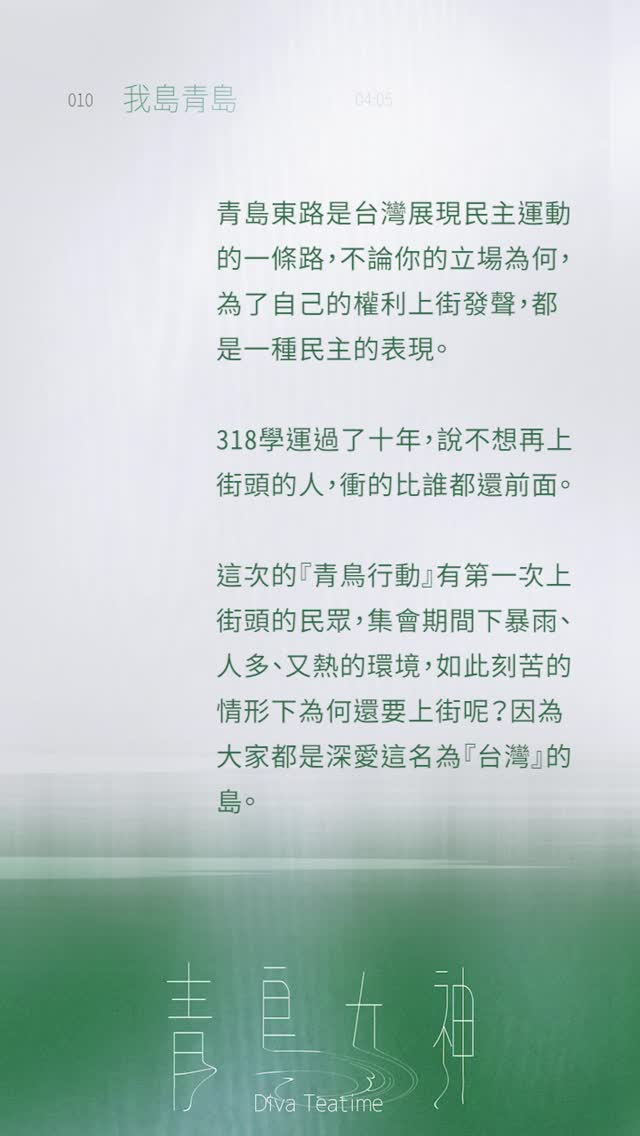 010 我島青島 04:05
青島東路是台灣展現民主運動
的一條路，不論你的立場為何，
為了自己的權利上街發聲，都
是一種民主的表現。
318學運過了十年，說不想再上
街頭的人，衝的比誰都還前面。
這次的『青鳥行動』有第一次上
街頭的民眾，集會期間下暴雨、
人多、又熱的環境，如此刻苦的
情形下為何還要上街呢？因為
大家都是深愛這名為『台灣』的
島。
青島女神
Diva Teatime